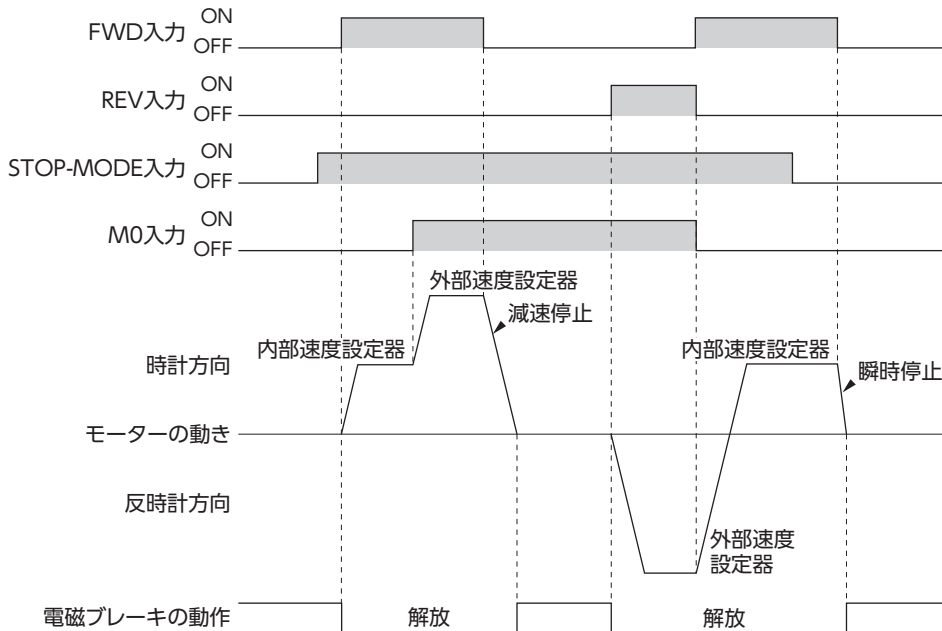 FWD入力 ON
OFF
REV入力 ON
OFF
STOP-MODE入力 ON
OFF
M0入力 ON
OFF
外部速度設定器
減速停止
内部速度設定器
内部速度設定器
時計方向
瞬時停止
モーターの動き
反時計方向
外部速度
設定器
電磁ブレーキの動作
解放
解放